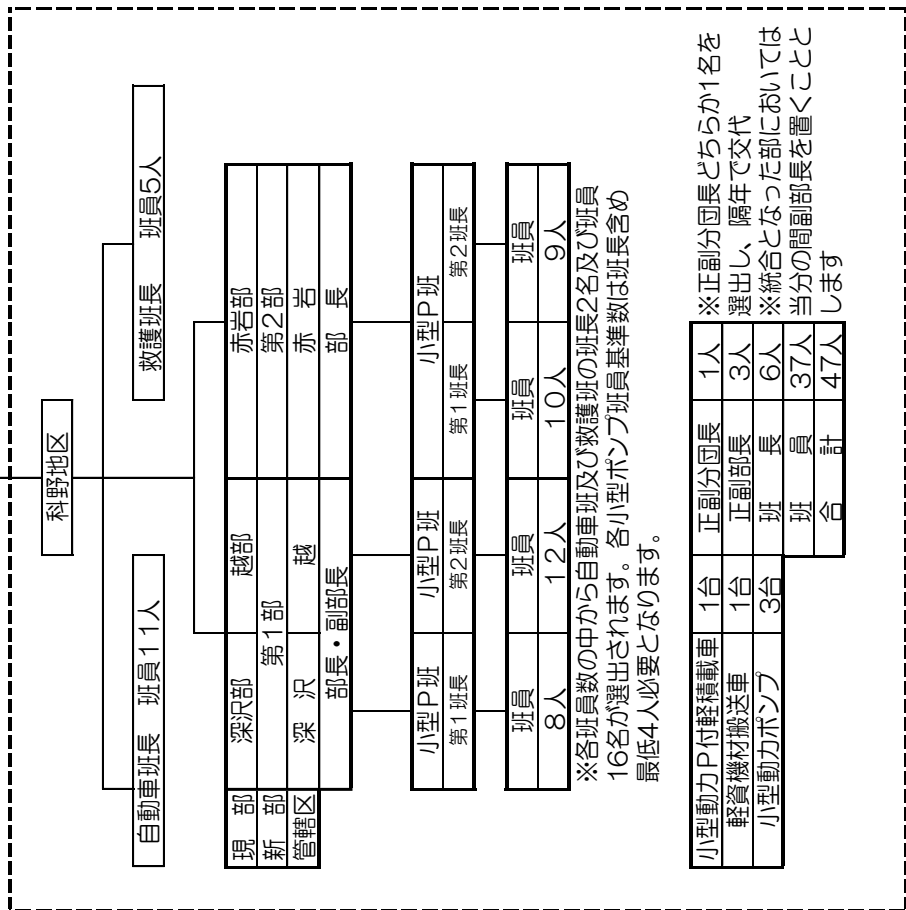 科野地区
自動車班長　班員１１人
救護班長　班員5人
現　部　深沢部　越部　赤岩部
新　部　第１部　第２部
管轄区　深　沢　越　赤　岩
部長・副部長　部　長
小型Ｐ班　小型Ｐ班　小型Ｐ班
第１班長　第２班長　第１班長　第２班長
班員　班員　班員　班員
８人　１２人　１０人　９人
※各班員数の中から自動車班及び救護班の班長2名及び班員
16名が選出されます。各小型ポンプ班員基準数は班長含め
最低4人必要となります。
小型動力Ｐ付軽積載車　1台　正副分団長　1人
軽資機材搬送車　1台　正副部長　3人
小型動力ポンプ　3台　班　長　6人
班　員　37人
合　計　47人
※正副分団長どちらか1名を
選出し、隔年で交代
※統合となった部においては
当分の間副部長を置くことと
します